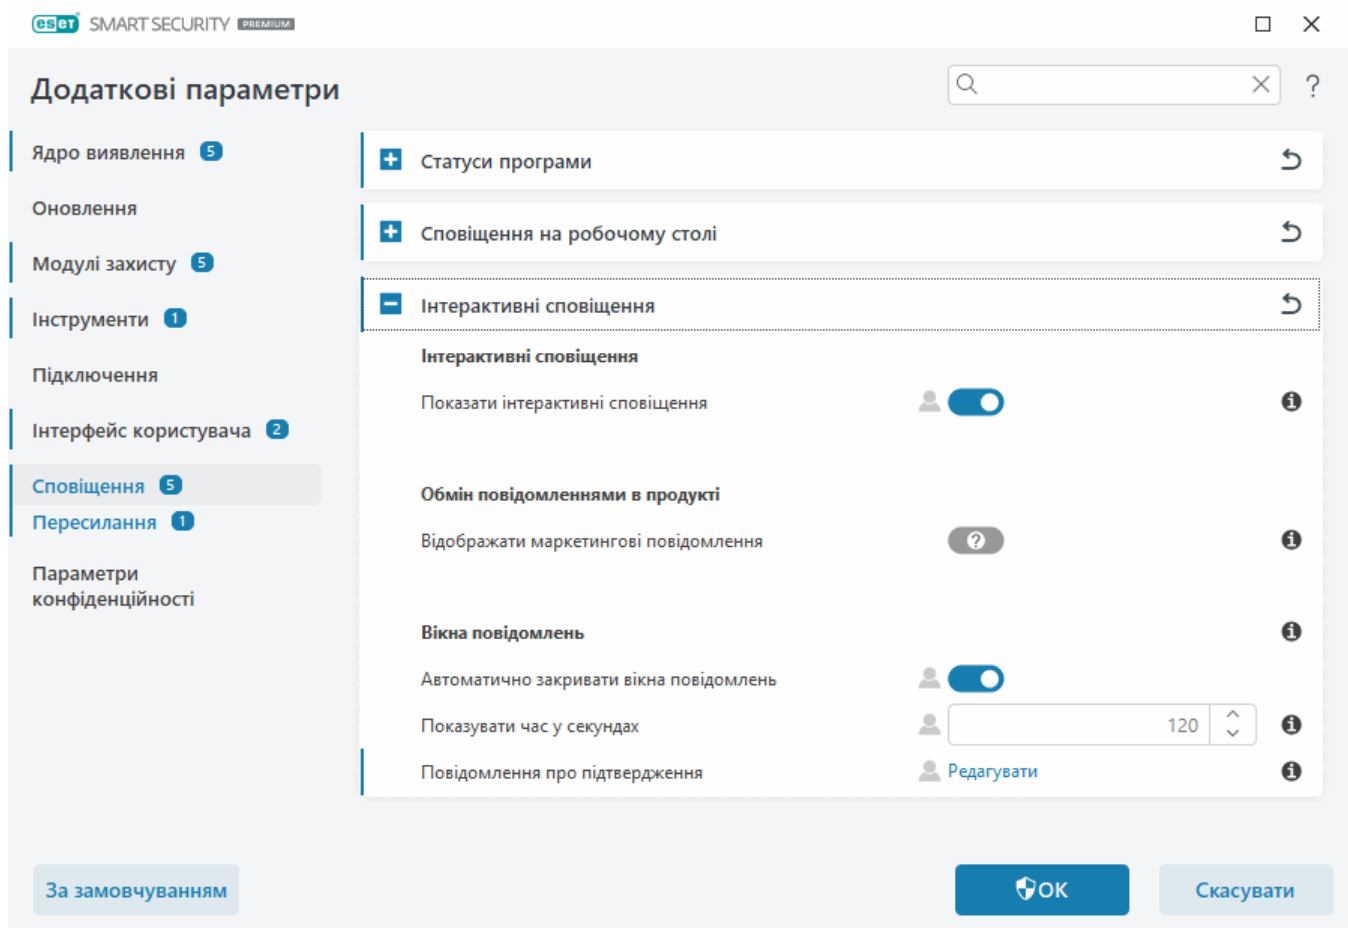 eset SMART SECURITY PREMIUM
Додаткові параметри
?
Ядро виявлення 5
Оновлення
Модулі захисту 5
Інструменти 1
Підключення
Інтерфейс користувача 2
Сповіщення 5
Пересилання 1
Параметри
конфіденційності
Статуси програми
Сповіщення на робочому столі
Інтерактивні сповіщення
Інтерактивні сповіщення
Показати інтерактивні сповіщення
Обмін повідомленнями в продукті
Відображати маркетингові повідомлення ?
Вікна повідомлень
Автоматично закривати вікна повідомлень
Показувати час у секундах 120
Повідомлення про підтвердження Редагувати
За замовчуванням
OK
Скасувати